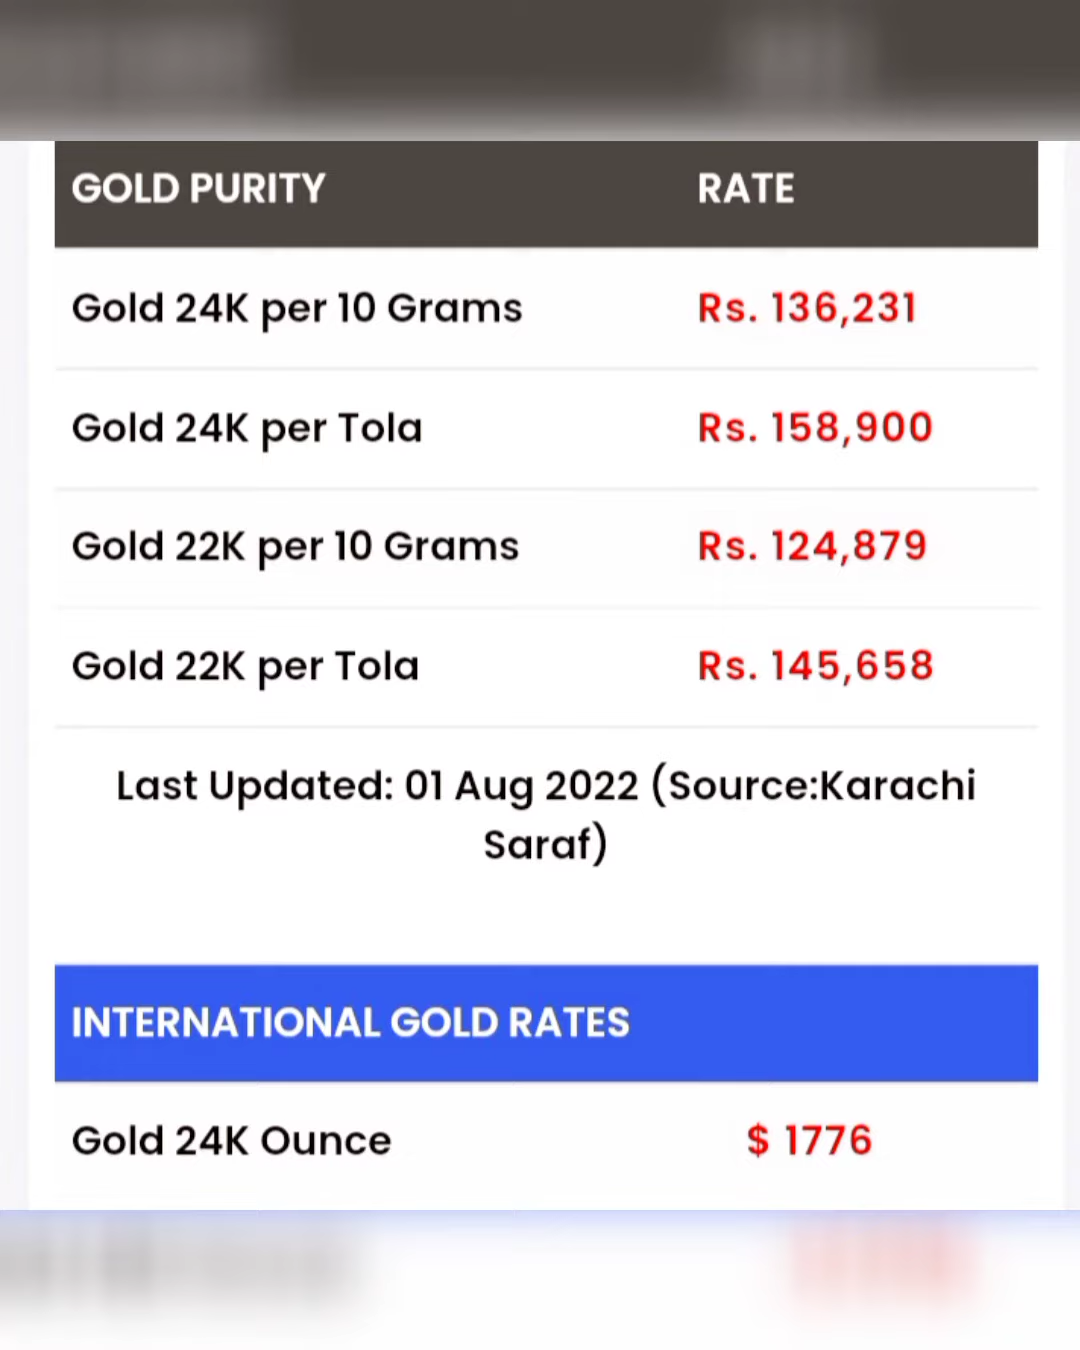 GOLD PURITY RATE
Gold 24K per 10 Grams Rs. 136,231
Gold 24K per Tola Rs. 158,900
Gold 22K per 10 Grams Rs. 124,879
Gold 22K per Tola Rs. 145,658
Last Updated: 01 Aug 2022 (Source:Karachi
Saraf)
INTERNATIONAL GOLD RATES
Gold 24K Ounce $ 1776